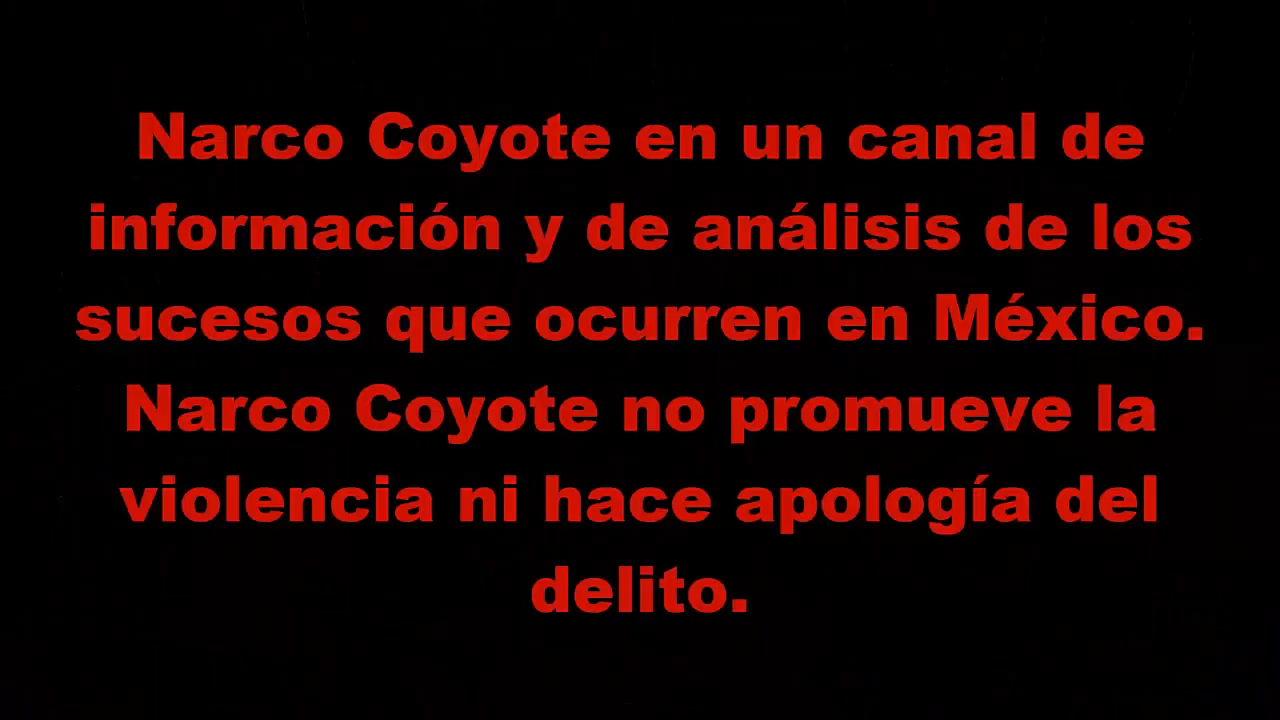 Narco Coyote en un canal de
información y de análisis de los
sucesos que ocurren en México.
Narco Coyote no promueve la
violencia ni hace apología del
delito.